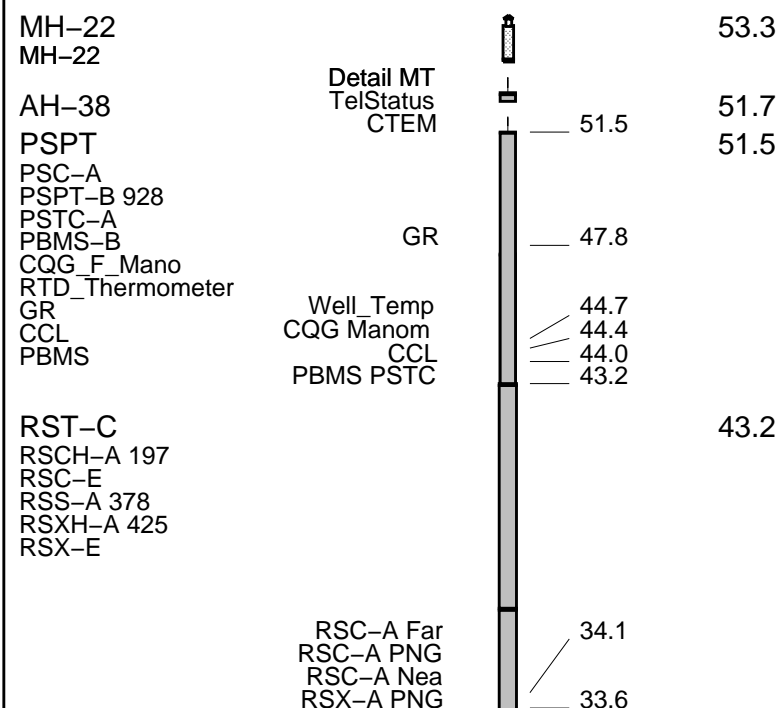 MH−22 53.3
MH−22
Detail MT
AH−38 TelStatus 51.7
CTEM 51.5
PSPT 51.5
PSC−A
PSPT−B 928
PSTC−A
PBMS−B GR 47.8
CQG_F_Mano
RTD_Thermometer
GR Well_Temp 44.7
CCL CQG Manom 44.4
PBMS CCL 44.0
PBMS PSTC 43.2
RST−C 43.2
RSCH−A 197
RSC−E
RSS−A 378
RSXH−A 425
RSX−E
RSC−A Far 34.1
RSC−A PNG
RSC−A Nea
RSX−A PNG 33.6